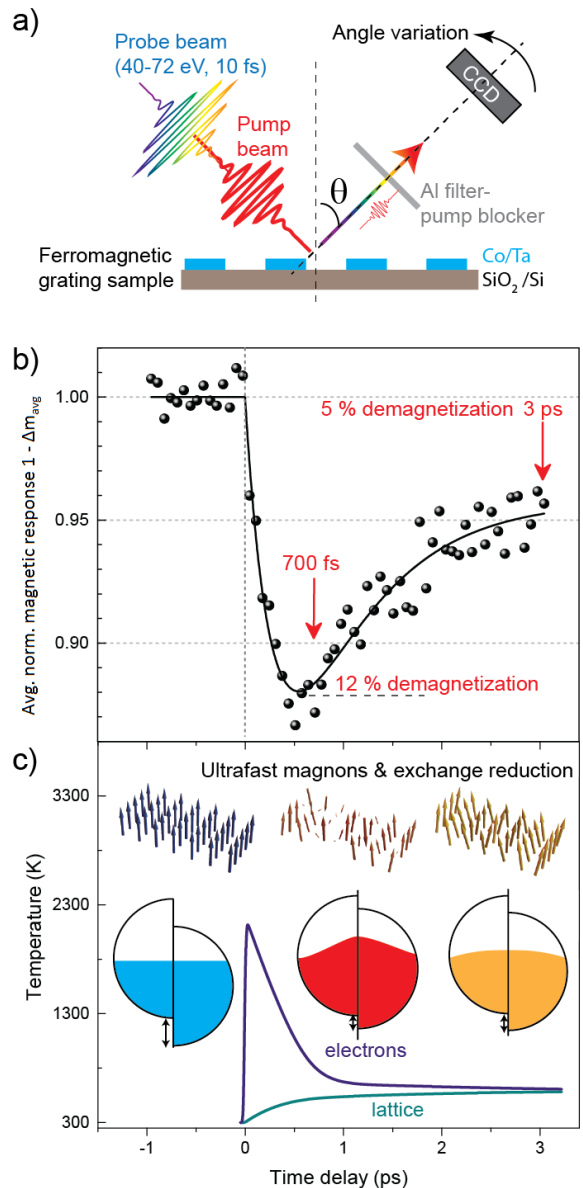 a)
Probe beam
(40-72 eV, 10 fs)
Pump
beam
Angle variation
CCD
θ
Al filter-
pump blocker
Ferromagnetic
grating sample
Co/Ta
SiO2/Si
b)
Avg. norm. magnetic response 1 - Δmavg
1.00
0.95
0.90
5 % demagnetization 3 ps
700 fs
12 % demagnetization
c)
Ultrafast magnons & exchange reduction
Temperature (K)
3300
2300
1300
300
electrons
lattice
-1 0 1 2 3
Time delay (ps)